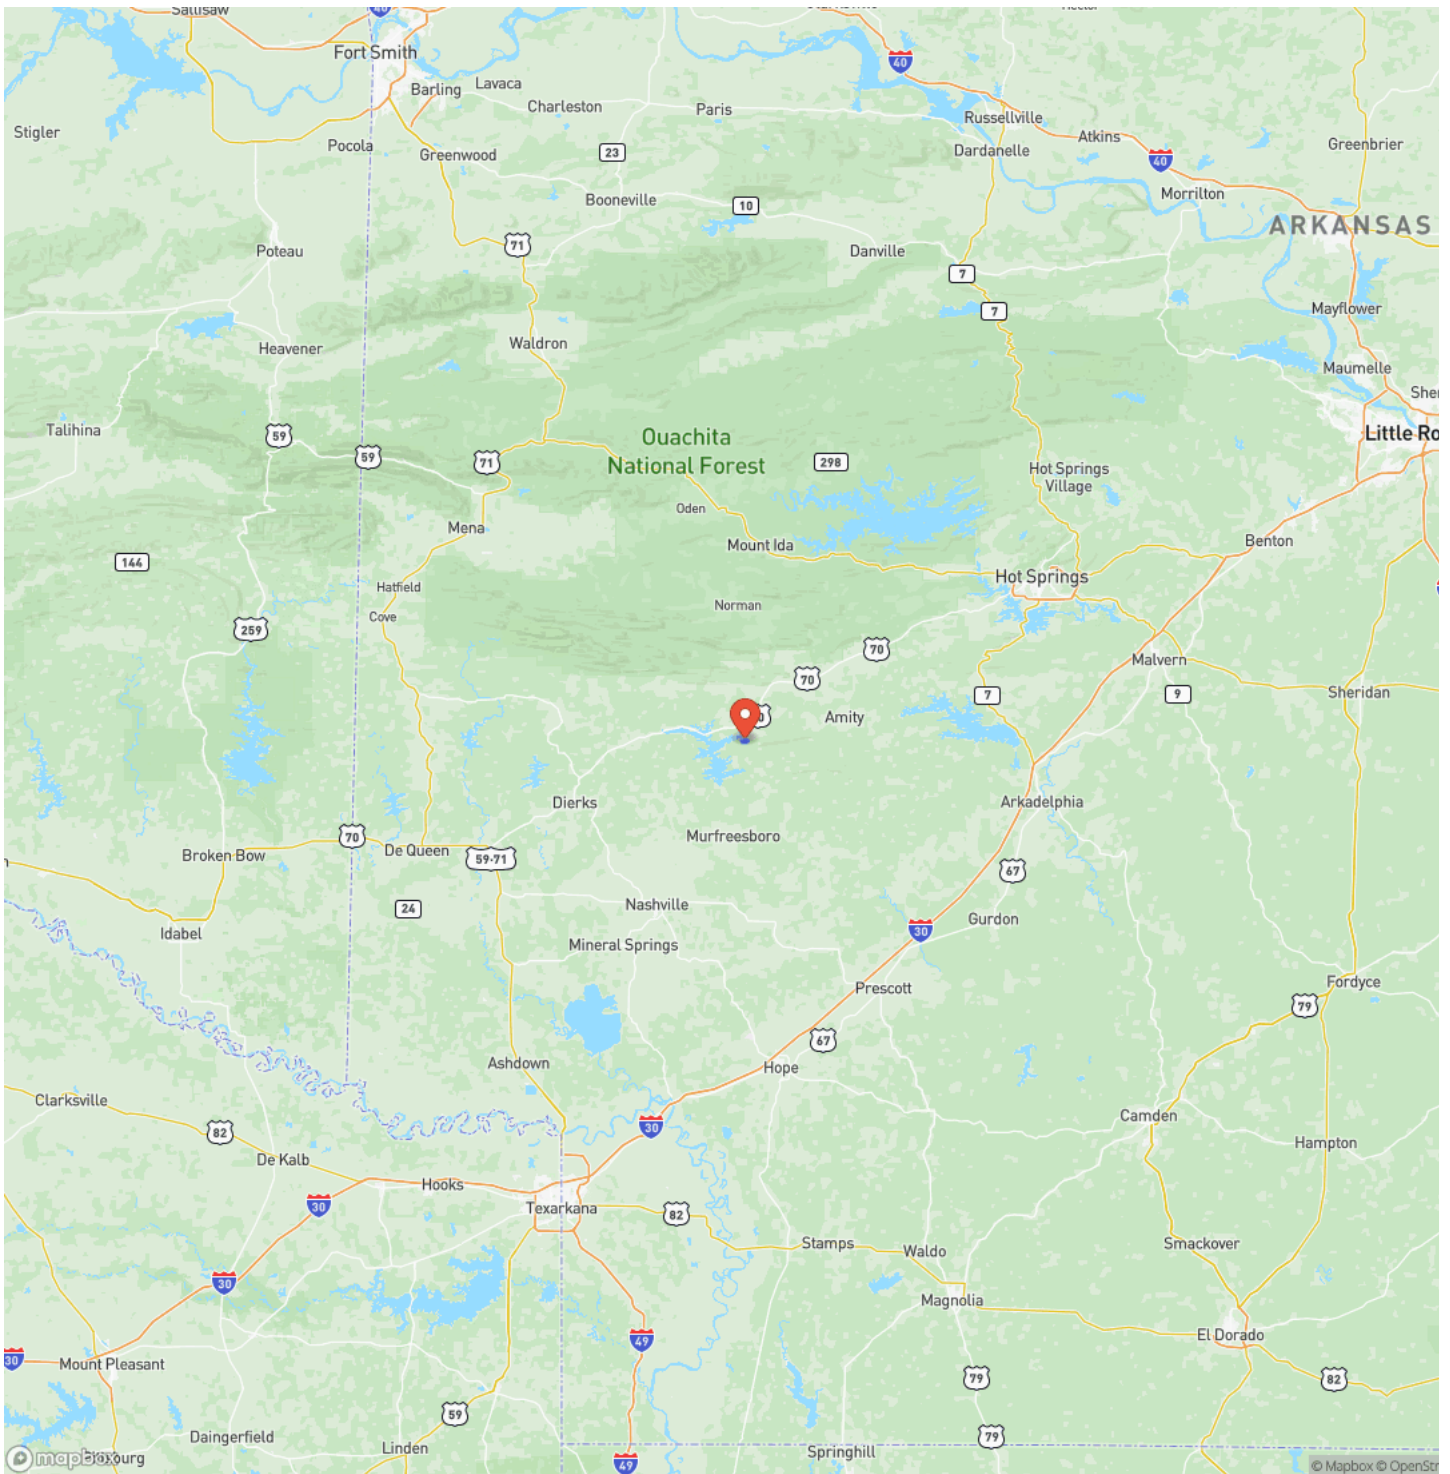 Sallisaw
40
Fort Smith
40
Barling
Lavaca
Charleston
Paris
Russellville
Stigler
Atkins
Pocola
Greenwood
23
Dardanelle
40
Greenbrier
Booneville
10
Morrilton
ARKANSAS
Poteau
71
Danville
7
7
Mayflower
Heavener
Waldron
Maumelle
Sher
Talihina
59
59
71
Ouachita
National Forest
298
Little Ro
Hot Springs
Village
Oden
Mena
Mount Ida
Benton
144
Hatfield
Hot Springs
Cove
Norman
259
70
70
Malvern
7
9
Sheridan
Amity
Dierks
Arkadelphia
70
Murfreesboro
Broken Bow
De Queen
59-71
67
Nashville
24
Gurdon
30
Idabel
Mineral Springs
Prescott
Fordyce
79
67
Ashdown
Hope
Clarksville
82
30
Camden
De Kalb
Hampton
Hooks
30
Texarkana
82
Stamps
Waldo
Smackover
30
Magnolia
49
El Dorado
30
Mount Pleasant
79
82
59
Daingerfield
79
Linden
Springhill
mapbox
49
© Mapbox © OpenStr